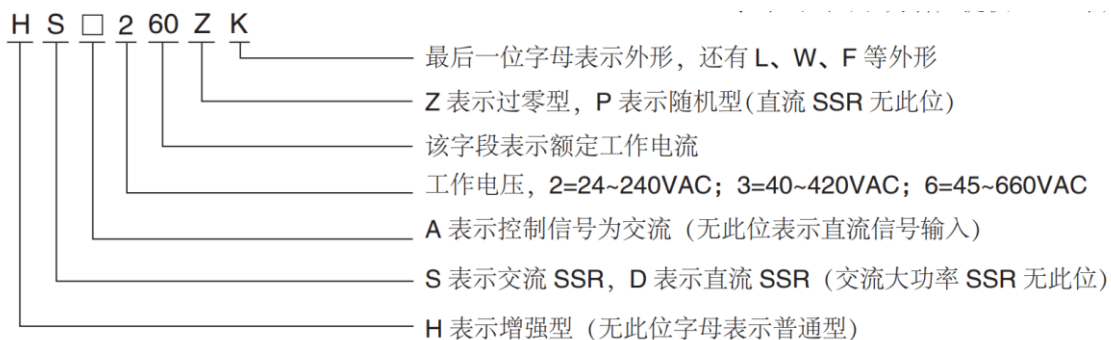 H S □ 2 60 Z K
最后一位字母表示外形，还有 L、W、F 等外形
Z 表示过零型，P 表示随机型(直流 SSR 无此位)
该字段表示额定工作电流
工作电压，2=24~240VAC；3=40~420VAC；6=45~660VAC
A 表示控制信号为交流（无此位表示直流信号输入）
S 表示交流 SSR，D 表示直流 SSR（交流大功率 SSR 无此位）
H 表示增强型（无此位字母表示普通型）